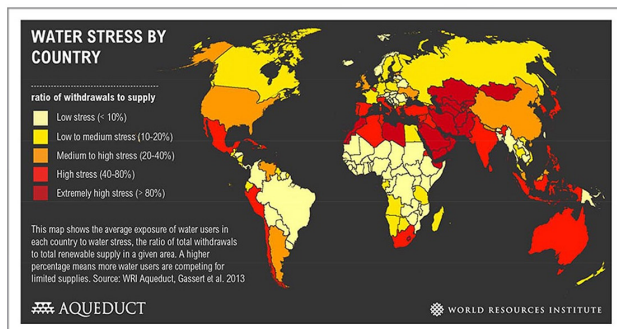 WATER STRESS BY
COUNTRY
ratio of withdrawals to supply
Low stress (< 10%)
Low to medium stress (10-20%)
Medium to high stress (20-40%)
High stress (40-80%)
Extremely high stress (> 80%)
This map shows the average exposure of water users in
each country to water stress, the ratio of total withdrawals
to total renewable supply in a given area. A higher
percentage means more water users are competing for
limited supplies. Source: WRI Aqueduct, Gassert et al. 2013
AQUEDUCT
WORLD RESOURCES INSTITUTE